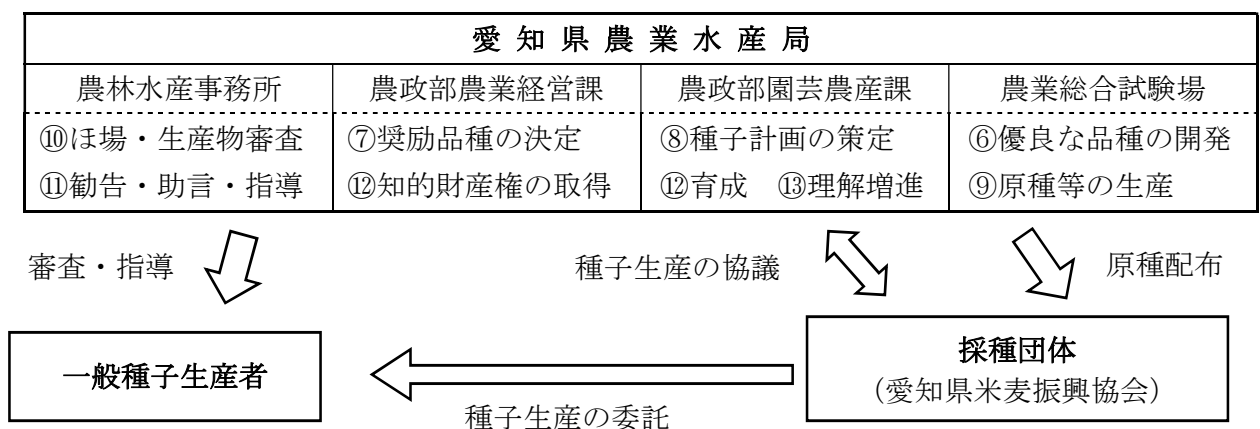 愛知県農業水産局
農林水産事務所 農政部農業経営課 農政部園芸農産課 農業総合試験場
⑩ほ場・生産物審査 ⑦奨励品種の決定 ⑧種子計画の策定 ⑥優良な品種の開発
⑪勧告・助言・指導 ⑫知的財産権の取得 ⑫育成 ⑬理解増進 ⑨原種等の生産
審査・指導 種子生産の協議 原種配布
一般種子生産者
採種団体
(愛知県米麦振興協会)
種子生産の委託